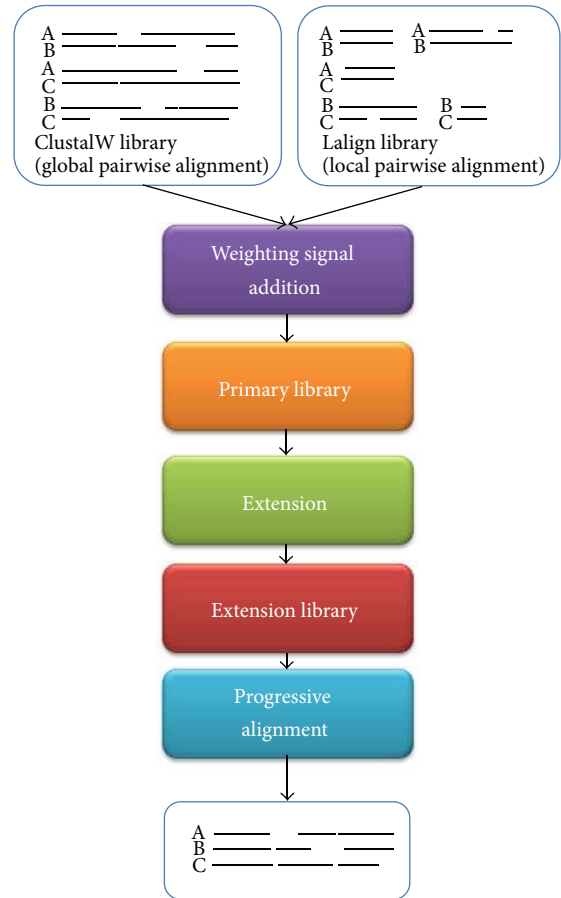 A
B
A
C
B
C
ClustalW library
(global pairwise alignment)
A A
B B
A
C
B B
C C
Lalign library
(local pairwise alignment)
Weighting signal
addition
Primary library
Extension
Extension library
Progressive
alignment
A
B
C